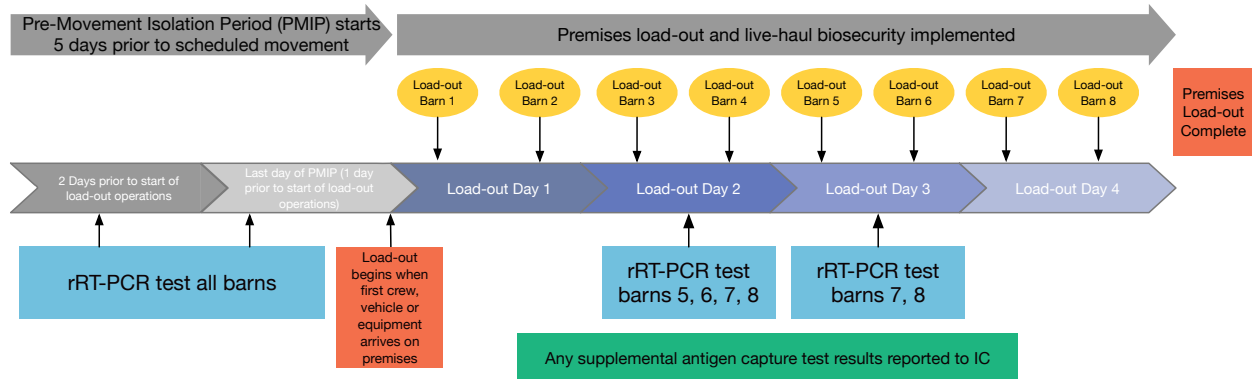 Pre-Movement Isolation Period (PMIP) starts
5 days prior to scheduled movement
Premises load-out and live-haul biosecurity implemented
Load-out
Barn 1
Load-out
Barn 2
Load-out
Barn 3
Load-out
Barn 4
Load-out
Barn 5
Load-out
Barn 6
Load-out
Barn 7
Load-out
Barn 8
Premises
Load-out
Complete
2 Days prior to start of
load-out operations
Last day of PMIP (1 day
prior to start of load-out
operations)
Load-out Day 1
Load-out Day 2
Load-out Day 3
Load-out Day 4
rRT-PCR test all barns
Load-out
begins when
first crew,
vehicle or
equipment
arrives on
premises
rRT-PCR test
barns 5, 6, 7, 8
rRT-PCR test
barns 7, 8
Any supplemental antigen capture test results reported to IC